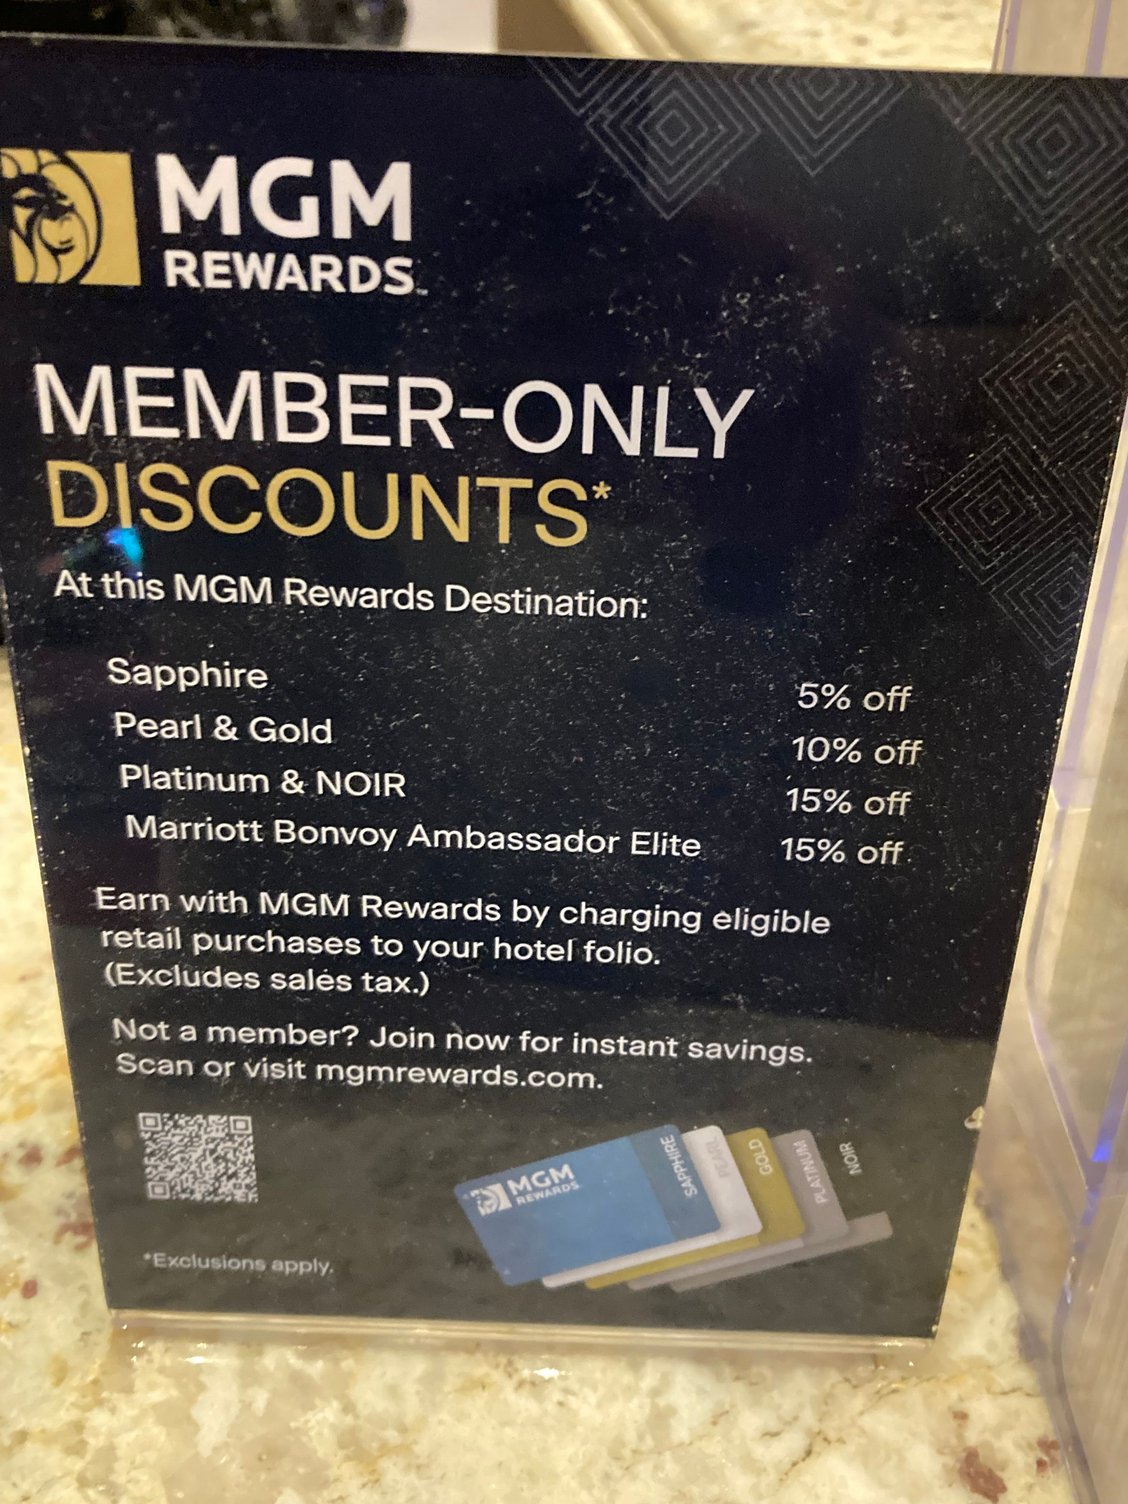 MGM
REWARDS™
MEMBER-ONLY
DISCOUNTS*
At this MGM Rewards Destination:
Sapphire 5% off
Pearl & Gold 10% off
Platinum & NOIR 15% off
Marriott Bonvoy Ambassador Elite 15% off
Earn with MGM Rewards by charging eligible
retail purchases to your hotel folio.
(Excludes sales tax.)
Not a member? Join now for instant savings.
Scan or visit mgmrewards.com.
MGM
REWARDS
SAPPHIRE
PEARL
GOLD
PLATINUM
NOIR
*Exclusions apply.